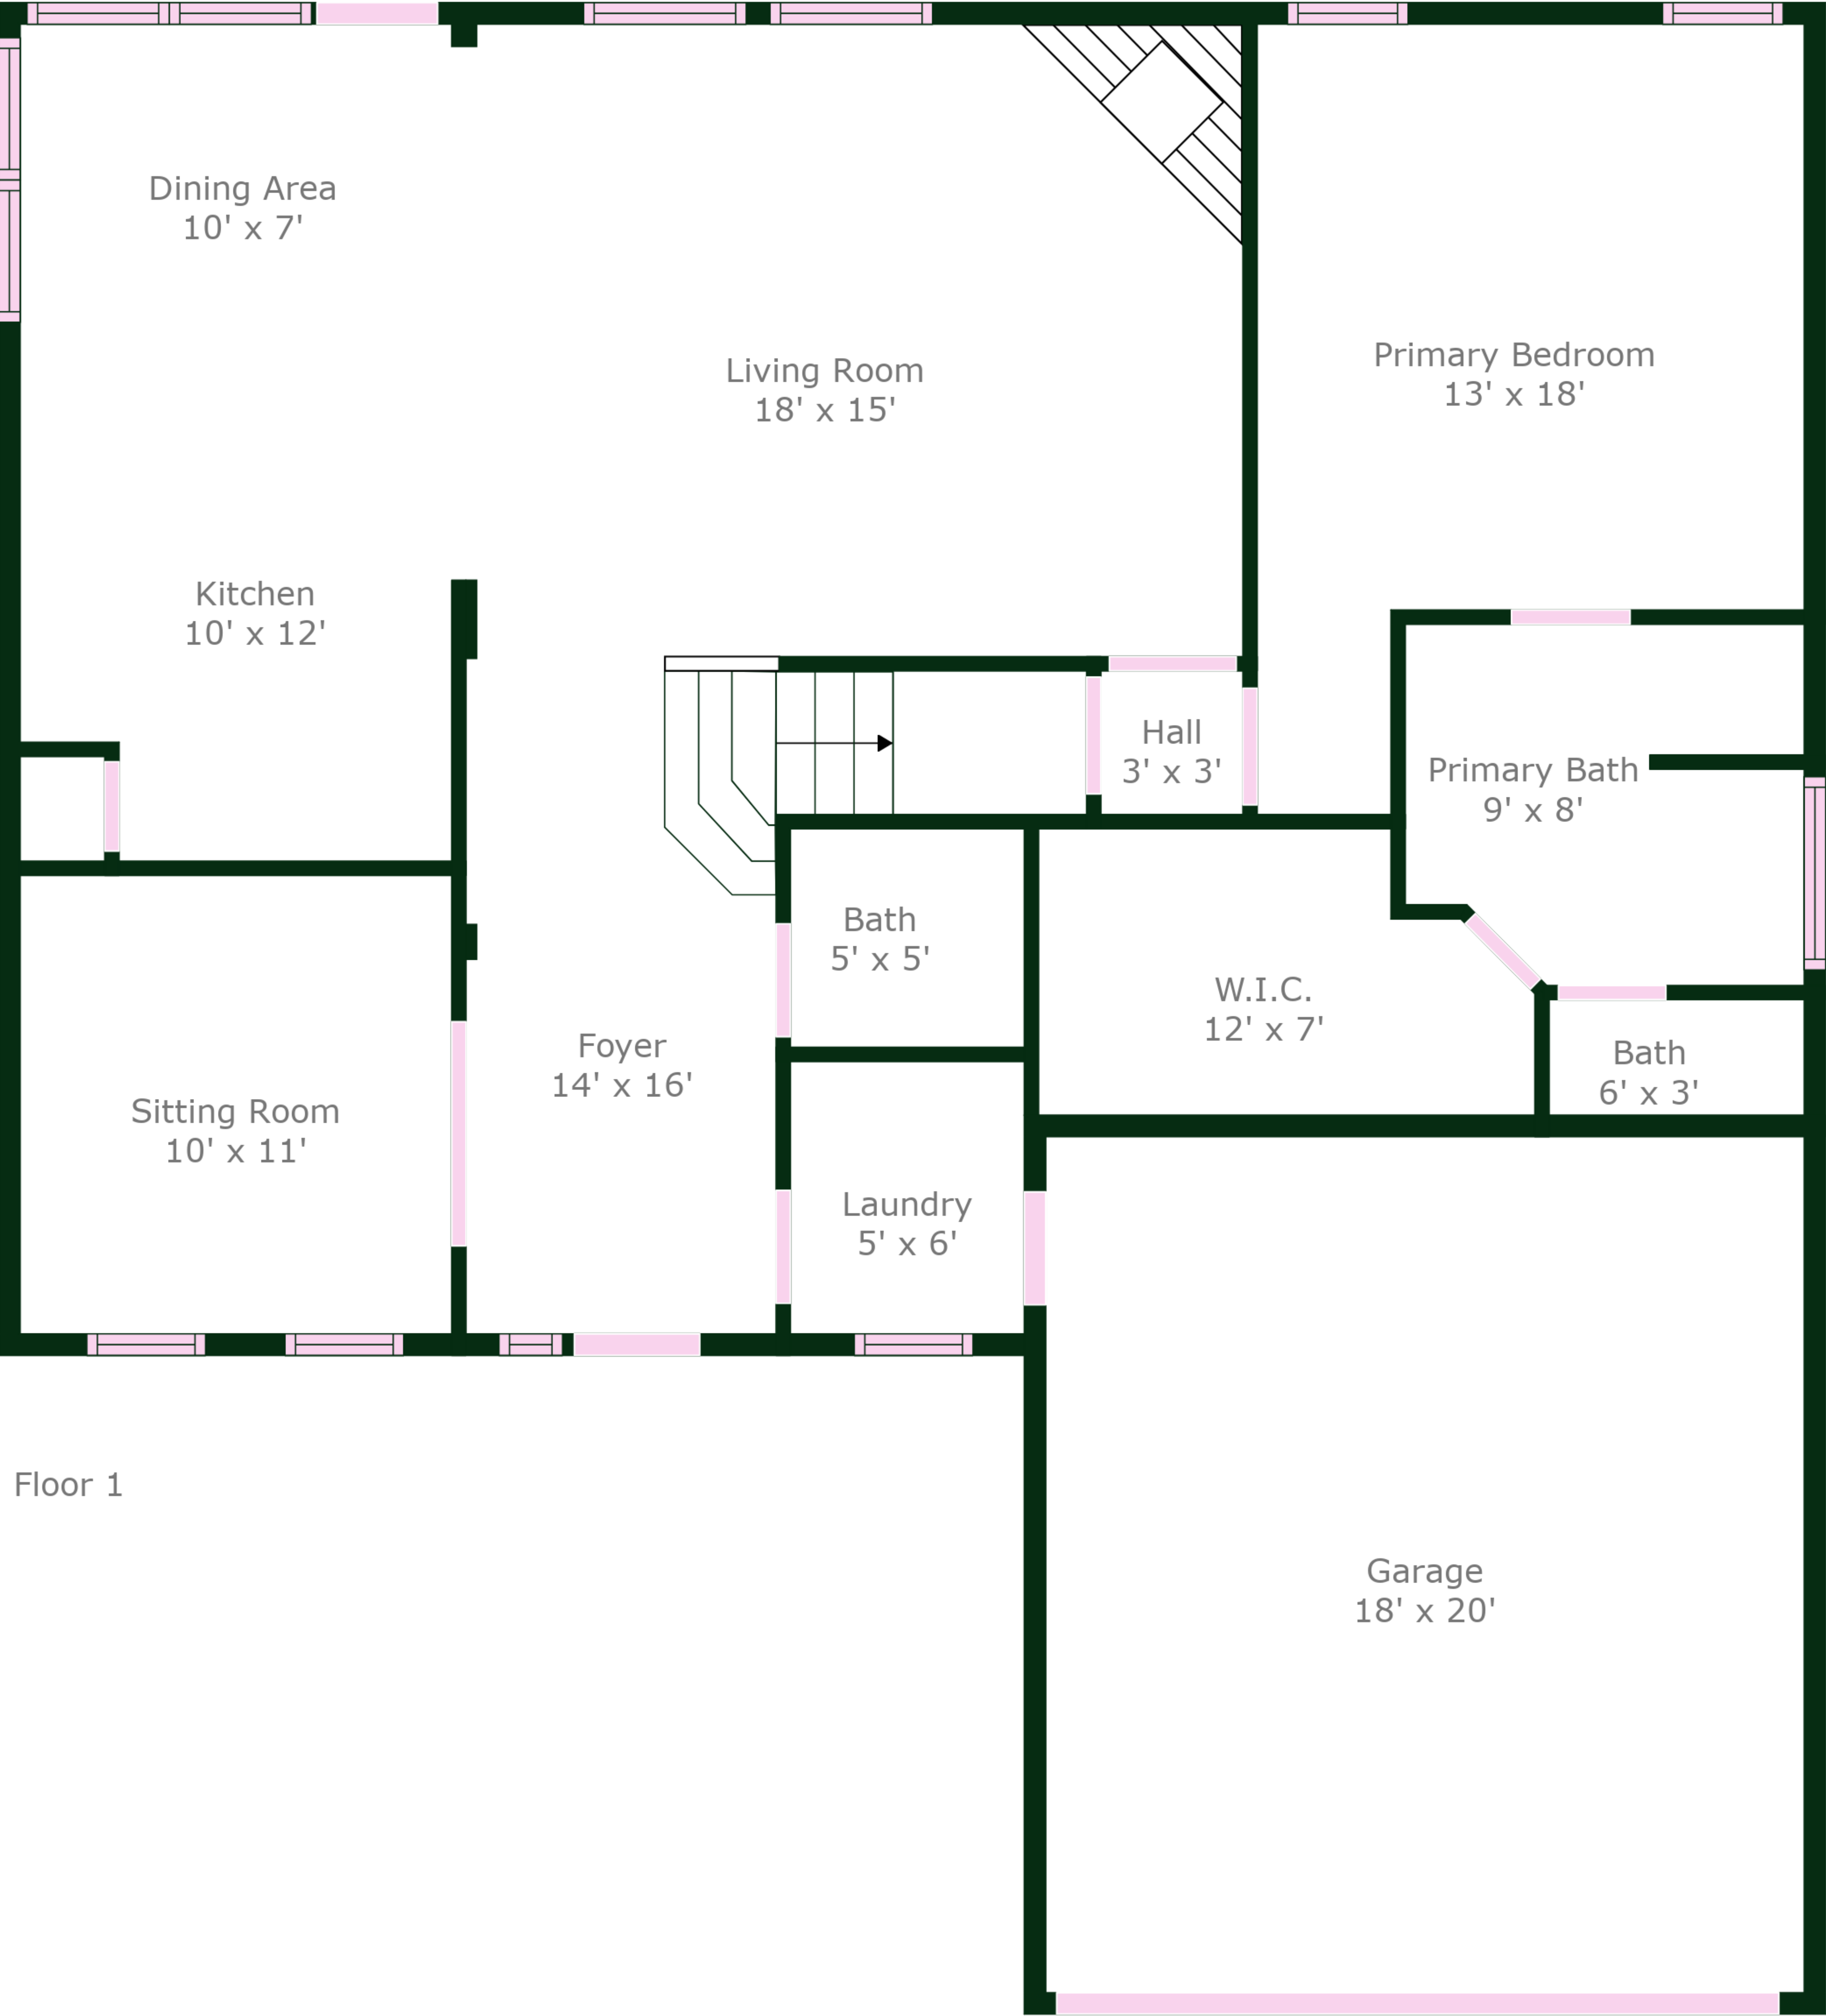 Dining Area
10' x 7'
Living Room
18' x 15'
Primary Bedroom
13' x 18'
Kitchen
10' x 12'
Hall
3' x 3'
Primary Bath
9' x 8'
Bath
5' x 5'
W.I.C.
12' x 7'
Foyer
14' x 16'
Bath
6' x 3'
Sitting Room
10' x 11'
Laundry
5' x 6'
Floor 1
Garage
18' x 20'